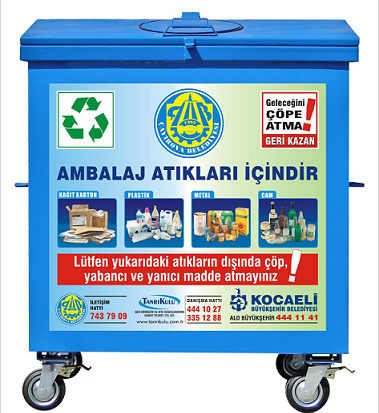 ÇAYIROVA BELEDİYESİ
Geleceğini
ÇÖPE
ATMA!
GERİ KAZAN
AMBALAJ ATIKLARI İÇİNDİR
KAĞIT KARTON
PLASTİK
METAL
CAM
Lütfen yukarıdaki atıkların dışında çöp,
yabancı ve yanıcı madde atmayınız !
İLETİŞİM
HATTI
743 79 09
TANRIKULU
www.tanrikulu.com.tr
DANIŞMA HATTI
444 10 27
335 12 88
KOCAELİ
BÜYÜKŞEHİR BELEDİYESİ
ALO BÜYÜKŞEHİR 444 11 41